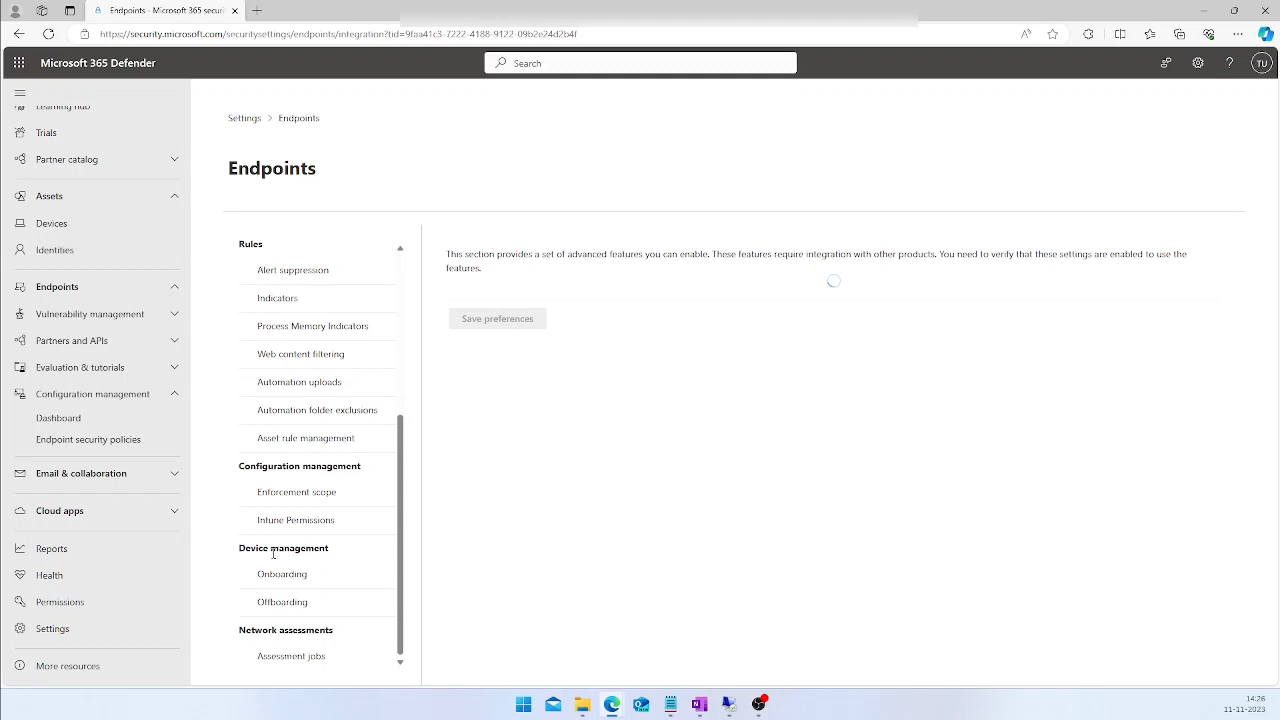 Endpoints - Microsoft 365 securi
https://security.microsoft.com/securitysettings/endpoints/integration?tid=9faa41c3-7222-4188-9122-09b2e24d2b4f
Microsoft 365 Defender
Search
TU
Learning hub
Trials
Partner catalog
Assets
Devices
Identities
Endpoints
Vulnerability management
Partners and APIs
Evaluation & tutorials
Configuration management
Dashboard
Endpoint security policies
Email & collaboration
Cloud apps
Reports
Health
Permissions
Settings
More resources
Settings > Endpoints
Endpoints
Rules
Alert suppression
Indicators
Process Memory Indicators
Web content filtering
Automation uploads
Automation folder exclusions
Asset rule management
Configuration management
Enforcement scope
Intune Permissions
Device management
Onboarding
Offboarding
Network assessments
Assessment jobs
This section provides a set of advanced features you can enable. These features require integration with other products. You need to verify that these settings are enabled to use the
features.
Save preferences
14:26
11-11-2023